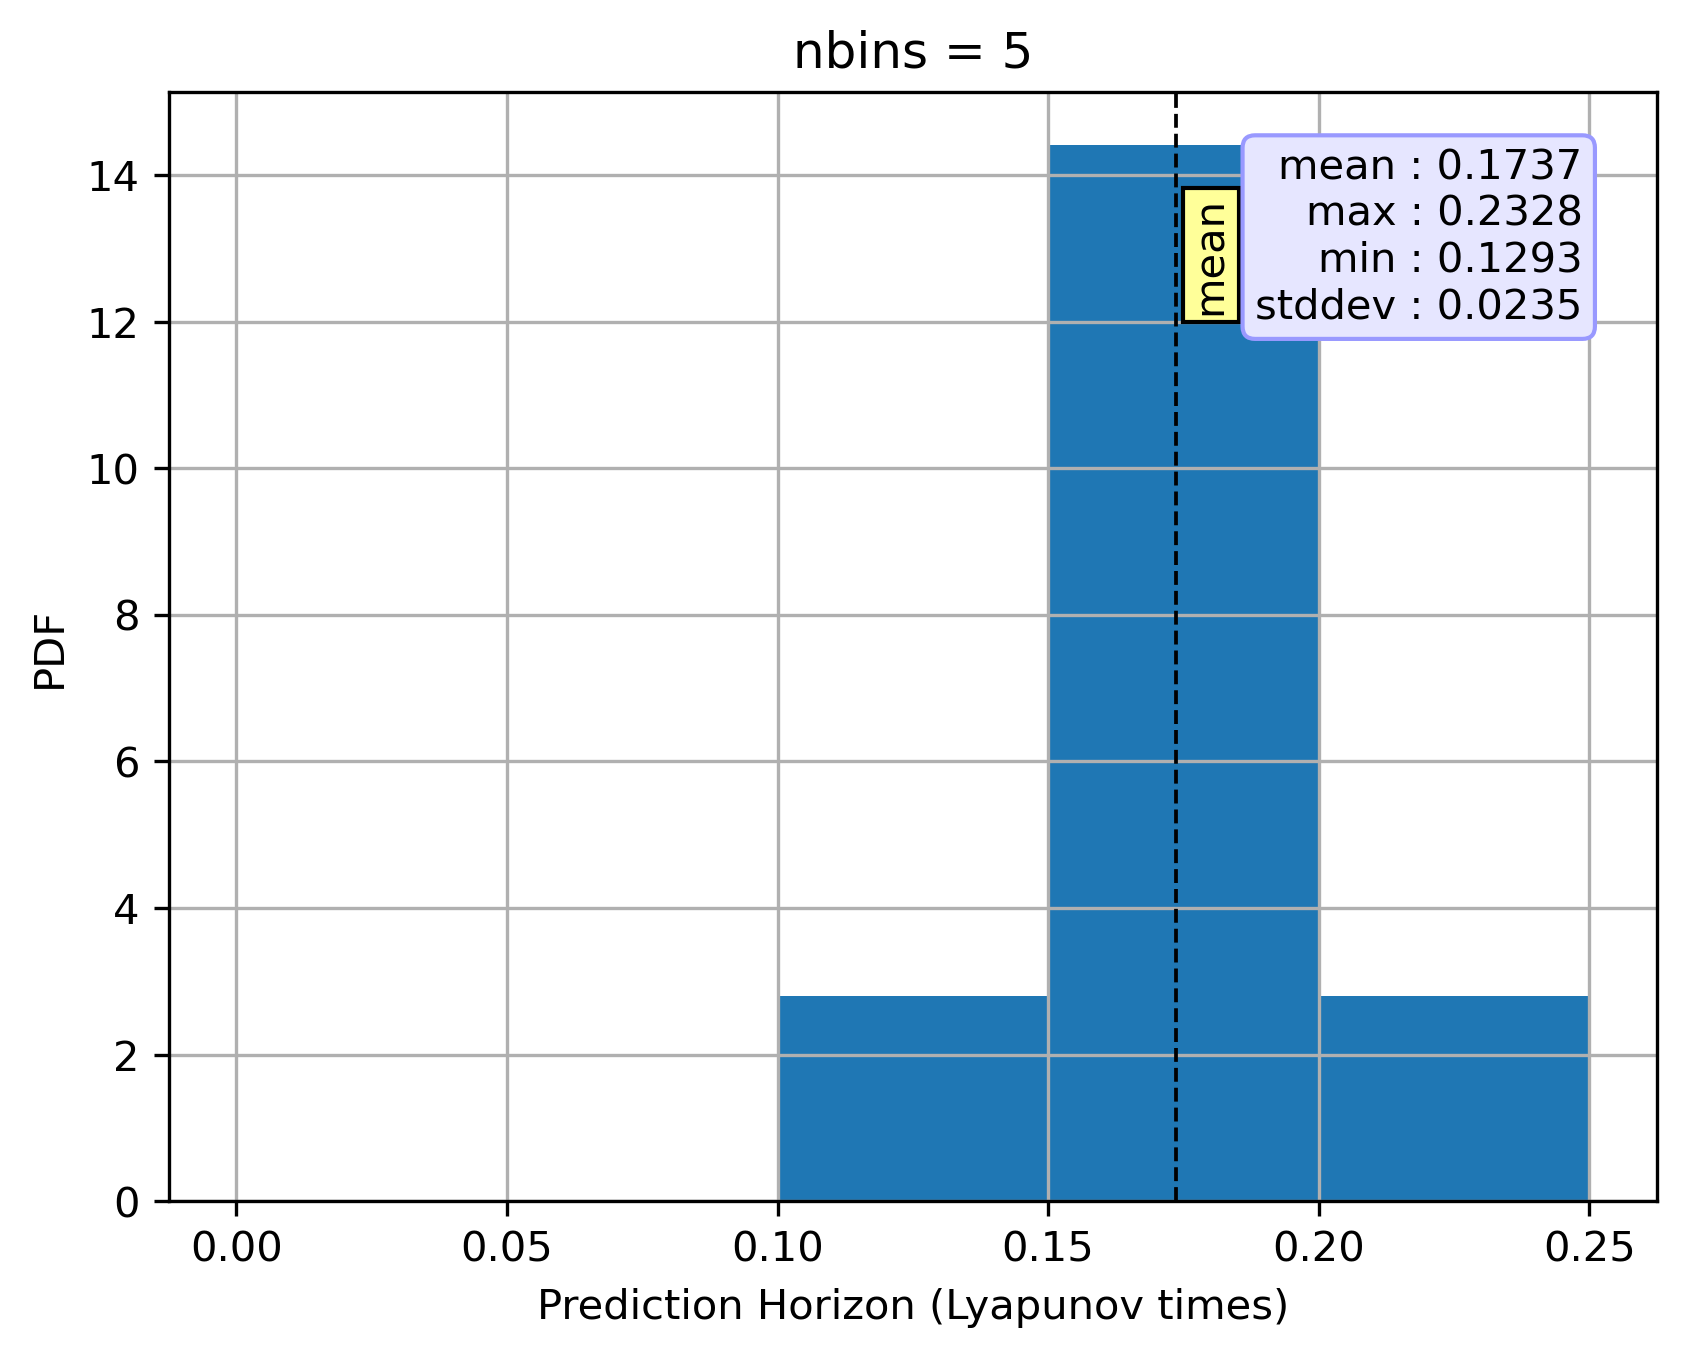 nbins = 5
14
12
10
8
6
4
2
0
PDF
mean
mean : 0.1737
max : 0.2328
min : 0.1293
stddev : 0.0235
0.00 0.05 0.10 0.15 0.20 0.25
Prediction Horizon (Lyapunov times)